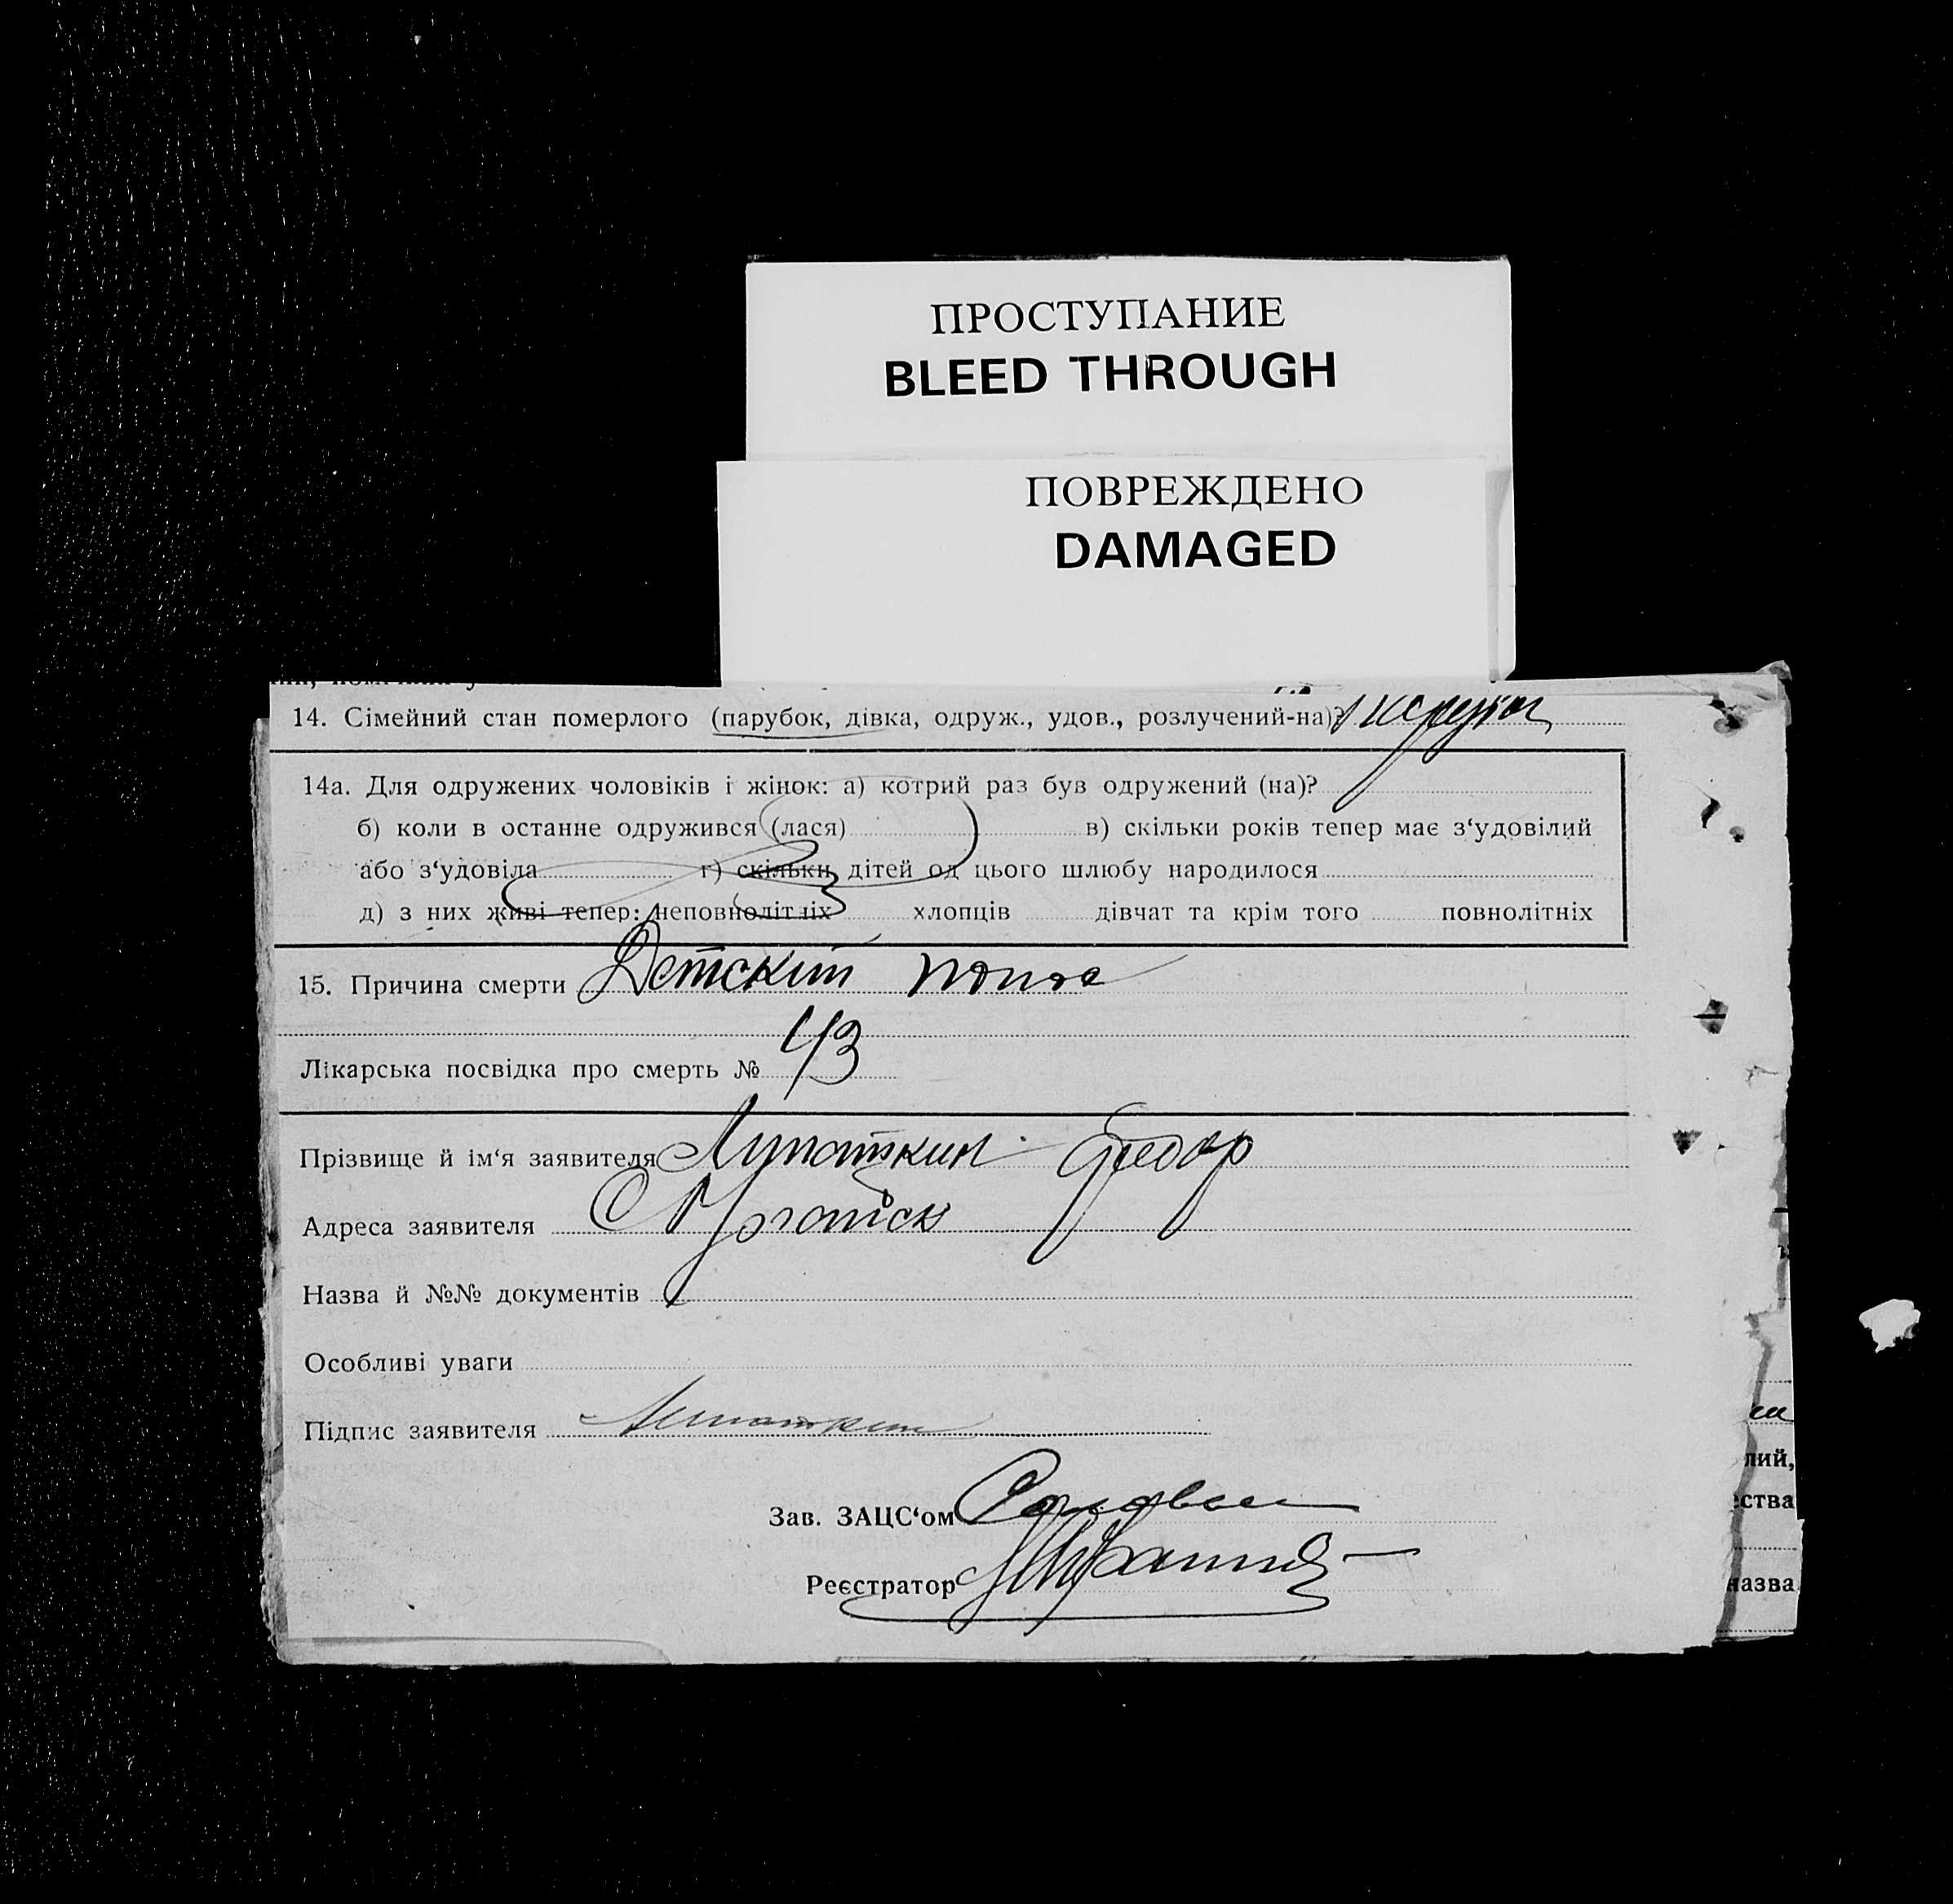 ПРОСТУПАНИЕ
BLEED THROUGH
ПОВРЕЖДЕНО
DAMAGED
14. Сімейний стан померлого (парубок, дівка, одруж., удов., розлучений-на)?
14а. Для одружених чоловіків і жінок: а) котрий раз був одружений (на)?
б) коли в останне одружився (лася) в) скільки років тепер має з‘удовілий
або з‘удовіла г) скільки дітей од цього шлюбу народилося
д) з них живі тепер: неповнолітніх хлопців дівчат та крім того повнолітніх
15. Причина смерти Детский понос
Лікарська посвідка про смерть № 43
Прізвище й ім‘я заявителя Лупаткин Федор
Адреса заявителя
Назва й №№ документів
Особливі уваги
Підпис заявителя
Зав. ЗАЦС‘ом
Реєстратор
лий,
ства
назва